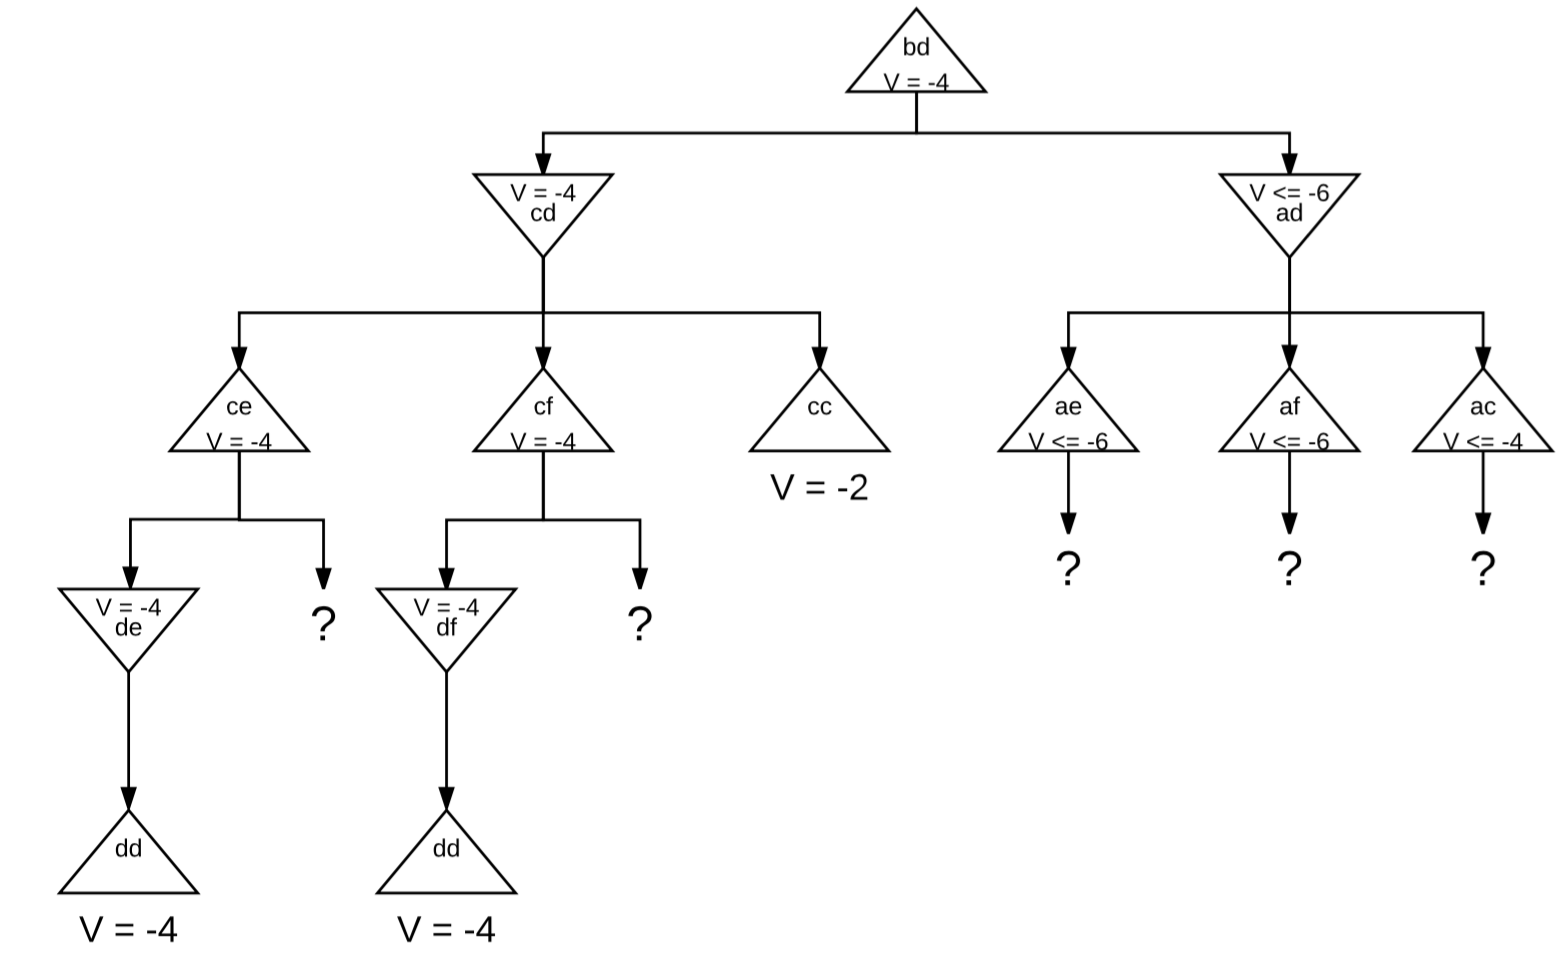 bd
V = -4
V = -4
cd
V <= -6
ad
ce
V = -4
cf
V = -4
cc
V = -2
ae
V <= -6
af
V <= -6
ac
V <= -4
?
?
?
V = -4
de
?
V = -4
df
?
dd
V = -4
dd
V = -4